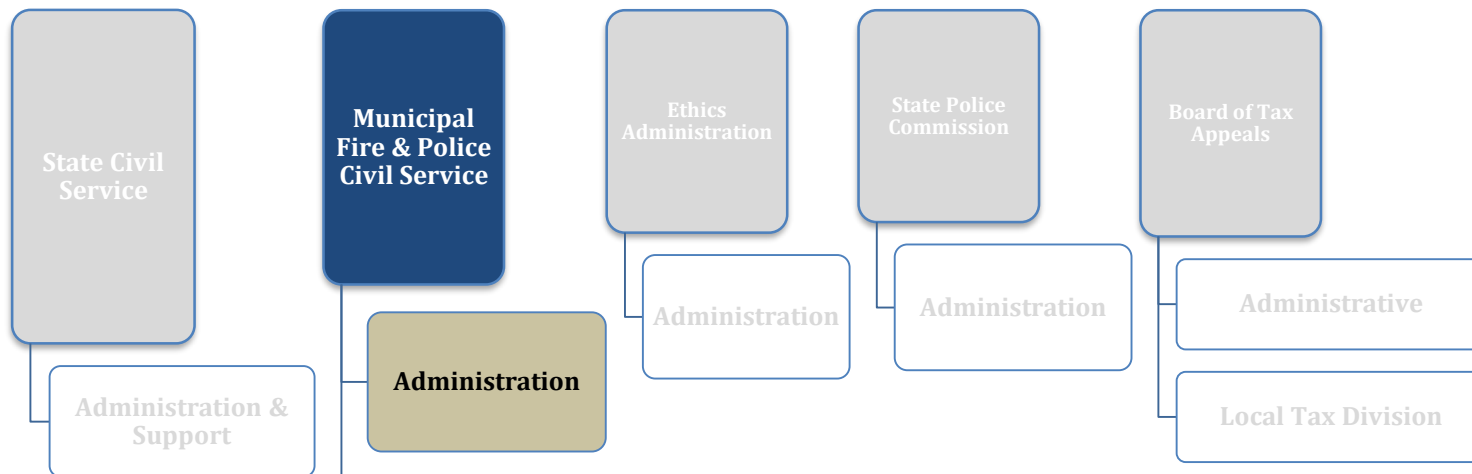 State Civil
Service
Administration &
Support
Municipal
Fire & Police
Civil Service
Administration
Ethics
Administration
Administration
State Police
Commission
Administration
Board of Tax
Appeals
Administrative
Local Tax Division